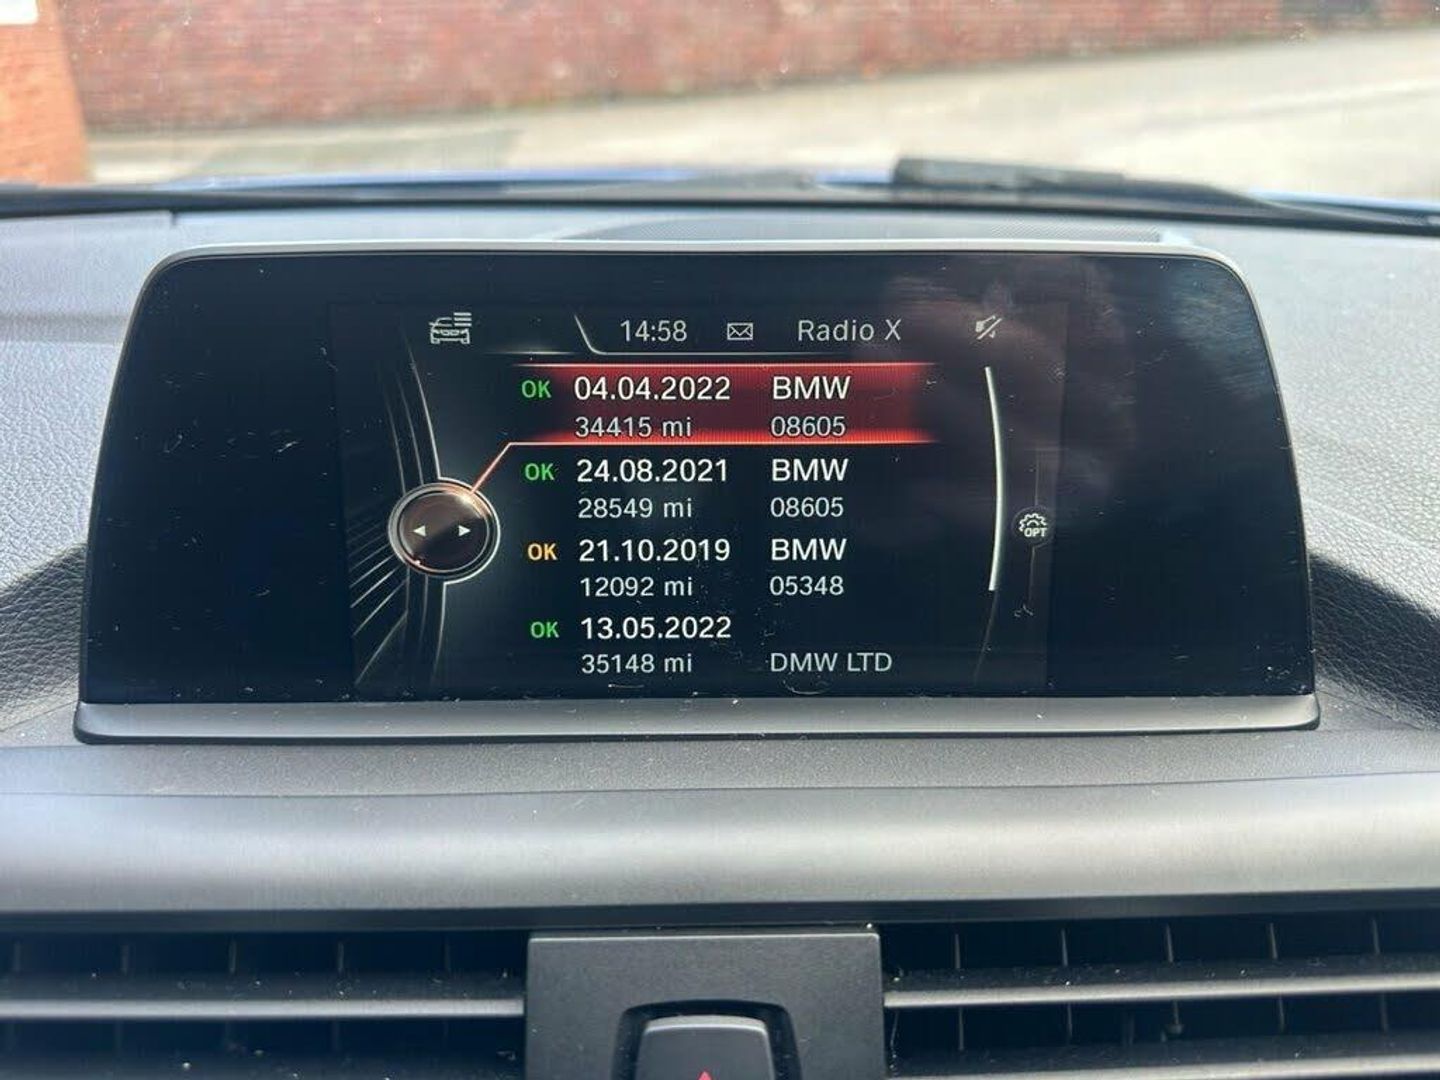 14:58 Radio X
OK 04.04.2022 BMW
34415 mi 08605
OK 24.08.2021 BMW
28549 mi 08605
OK 21.10.2019 BMW
12092 mi 05348
OPT
OK 13.05.2022
35148 mi DMW LTD